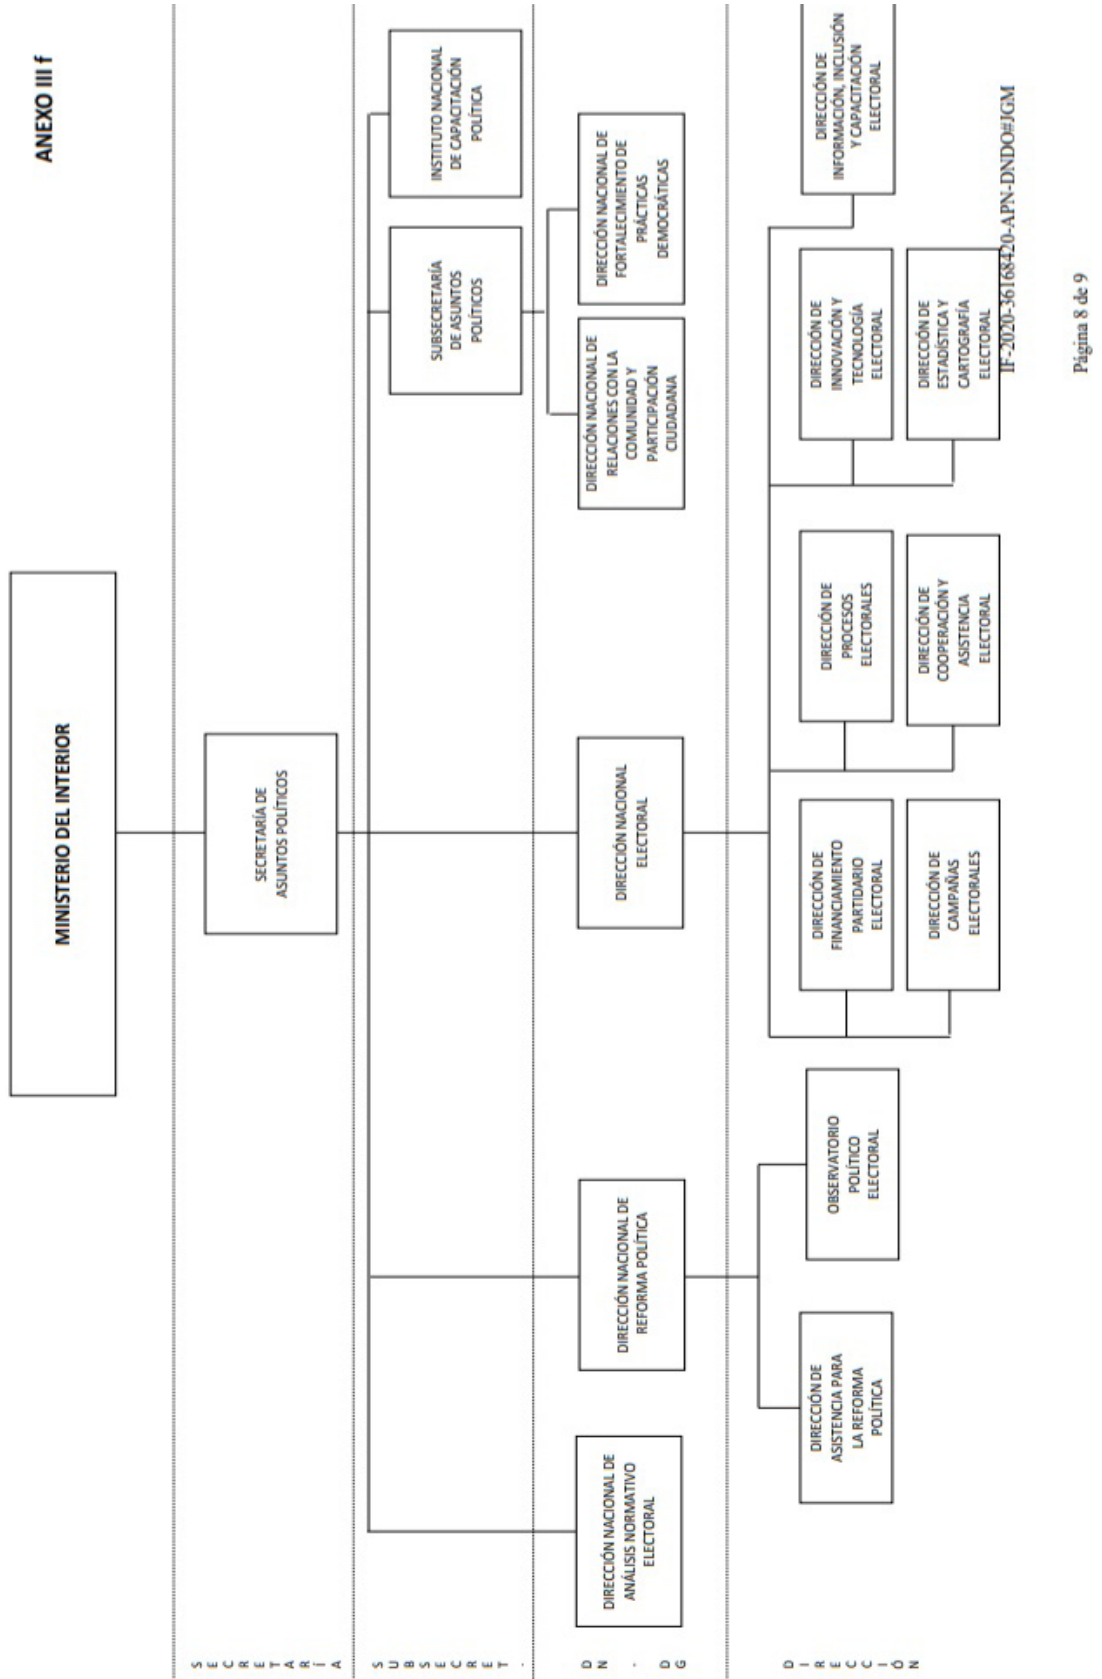 ANEXO III f
MINISTERIO DEL INTERIOR
SECRETARÍA
SECRETARÍA DE
ASUNTOS POLÍTICOS
SUBSECRET.
SUBSECRETARÍA
DE ASUNTOS
POLÍTICOS
INSTITUTO NACIONAL
DE CAPACITACIÓN
POLÍTICA
DN - DG
DIRECCIÓN NACIONAL DE
ANÁLISIS NORMATIVO
ELECTORAL
DIRECCIÓN NACIONAL DE
REFORMA POLÍTICA
DIRECCIÓN NACIONAL
ELECTORAL
DIRECCIÓN NACIONAL DE
RELACIONES CON LA
COMUNIDAD Y
PARTICIPACIÓN
CIUDADANA
DIRECCIÓN NACIONAL DE
FORTALECIMIENTO DE
PRÁCTICAS
DEMOCRÁTICAS
DIRECCIÓN
DIRECCIÓN DE
ASISTENCIA PARA
LA REFORMA
POLÍTICA
OBSERVATORIO
POLÍTICO
ELECTORAL
DIRECCIÓN DE
FINANCIAMIENTO
PARTIDARIO
ELECTORAL
DIRECCIÓN DE
PROCESOS
ELECTORALES
DIRECCIÓN DE
INNOVACIÓN Y
TECNOLOGÍA
ELECTORAL
DIRECCIÓN DE
INFORMACIÓN, INCLUSIÓN
Y CAPACITACIÓN
ELECTORAL
DIRECCIÓN DE
CAMPAÑAS
ELECTORALES
DIRECCIÓN DE
COOPERACIÓN Y
ASISTENCIA
ELECTORAL
DIRECCIÓN DE
ESTADÍSTICA Y
CARTOGRAFÍA
ELECTORAL
IF-2020-36168420-APN-DNDO#JGM
Página 8 de 9